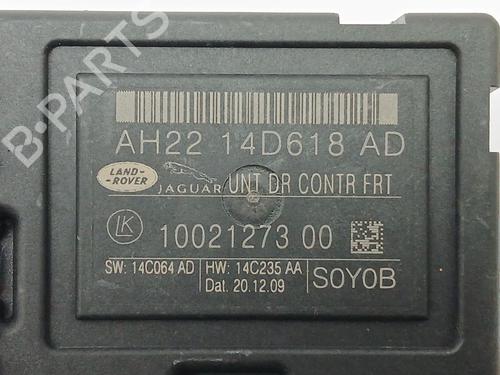 B-PARTS
AH22 14D618 AD
LAND-ROVER
JAGUAR
UNT DR CONTR FRT
LK
10021273 00
SW: 14C064 AD
HW: 14C235 AA
Dat. 20.12.09
S0Y0B